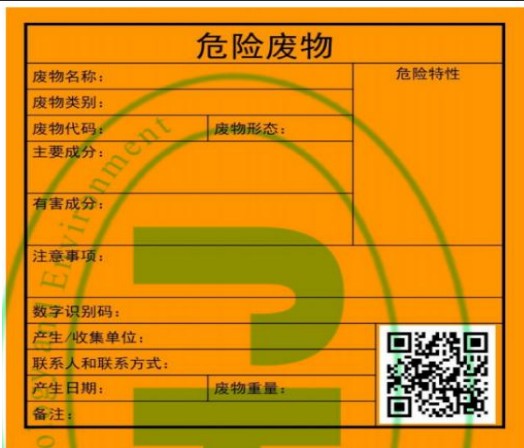 危险废物
废物名称：
危险特性
废物类别：
废物代码：
废物形态：
主要成分：
有害成分：
注意事项：
数字识别码：
产生/收集单位：
联系人和联系方式：
产生日期：
废物重量：
备注：
and Environment